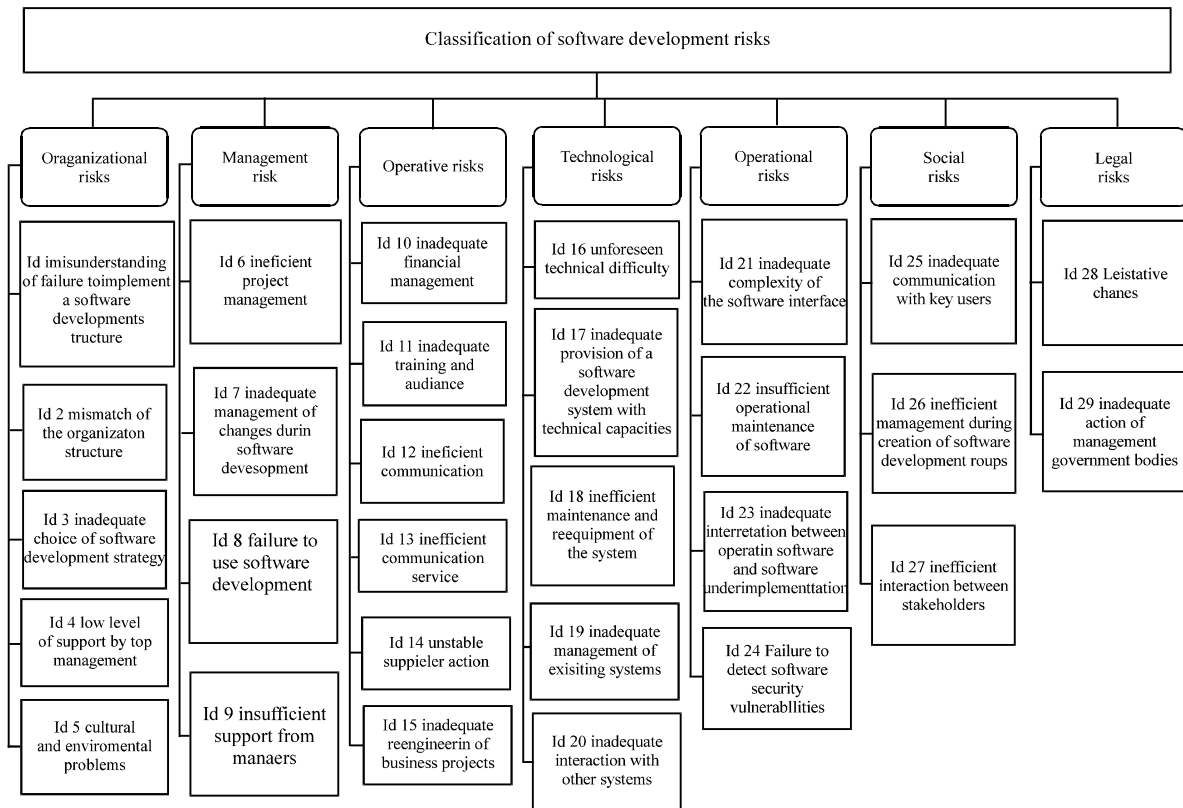 Classification of software development risks
Oraganizational
risks
Id imisunderstanding
of failure toimplement
a software
developments
tructure
Id 2 mismatch of
the organizaton
structure
Id 3 inadequate
choice of software
development strategy
Id 4 low level
of support by top
management
Id 5 cultural
and enviromental
problems
Management
risk
Id 6 ineficient
project
management
Id 7 inadequate
management of
changes durin
software
devesopment
Id 8 failure to
use software
development
Id 9 insufficient
support from
manaers
Operative risks
Id 10 inadequate
financial
management
Id 11 inadequate
training and
audiance
Id 12 ineficient
communication
Id 13 inefficient
communication
service
Id 14 unstable
suppieler action
Id 15 inadequate
reengineerin of
business projects
Technological
risks
Id 16 unforeseen
technical difficulty
Id 17 inadequate
provision of a
software
development
system with
technical capacities
Id 18 inefficient
maintenance and
reequipment of
the system
Id 19 inadequate
management of
exisiting systems
Id 20 inadequate
interaction with
other systems
Operational
risks
Id 21 inadequate
complexity of
the software interface
Id 22 insufficient
operational
maintenance
of software
Id 23 inadequate
interretation between
operatin software
and software
underimplementtation
Id 24 Failure to
detect software
security
vulnerabllities
Social
risks
Id 25 inadequate
communication
with key users
Id 26 inefficient
mamagement during
creation of software
development roups
Id 27 inefficient
interaction between
stakeholders
Legal
risks
Id 28 Leistative
chanes
Id 29 inadequate
action of
management
government bodies